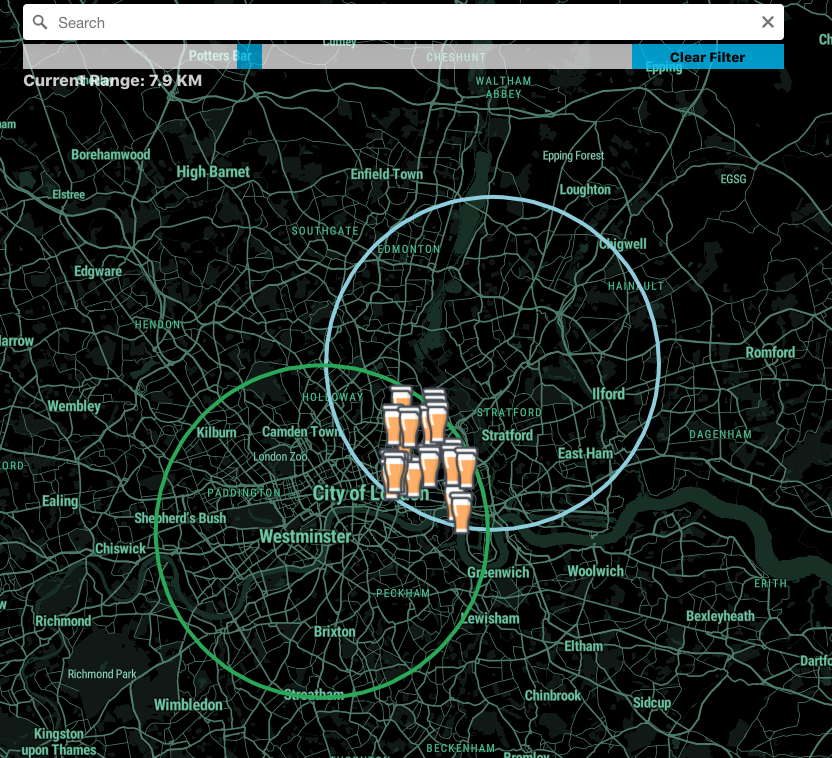 Search
Potters Bar
Cuffley
CHESHUNT
Clear Filter
Epping
Current Range: 7.9 KM
WALTHAM
ABBEY
Borehamwood
High Barnet
Enfield Town
Epping Forest
EGSG
Elstree
Loughton
SOUTHGATE
EDMONTON
Chigwell
Edgware
HAINAULT
HENDON
Harrow
Romford
HOLLOWAY
Ilford
Wembley
STRATFORD
Kilburn
Camden Town
Stratford
DAGENHAM
London Zoo
East Ham
PADDINGTON
City of London
Ealing
Shepherd's Bush
Westminster
Chiswick
Greenwich
Woolwich
ERITH
PECKHAM
Richmond
Lewisham
Bexleyheath
Brixton
Eltham
Dartfo
Richmond Park
Streatham
Chinbrook
Wimbledon
Sidcup
Kingston
upon Thames
BECKENHAM
Bromley